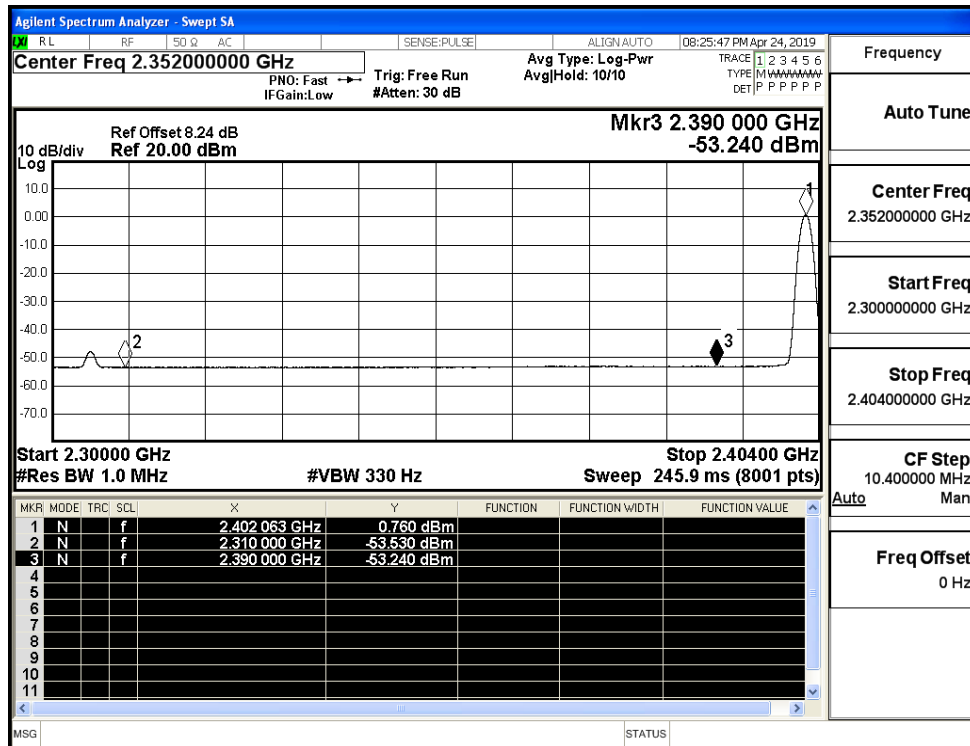 Agilent Spectrum Analyzer - Swept SA
LXI RL RF 50 Ω AC SENSE:PULSE ALIGN AUTO 08:25:47 PM Apr 24, 2019
Center Freq 2.352000000 GHz
PNO: Fast
IFGain:Low
Trig: Free Run
#Atten: 30 dB
Avg Type: Log-Pwr
Avg|Hold: 10/10
TRACE 1 2 3 4 5 6
TYPE M
DET P P P P P P
Mkr3 2.390 000 GHz
-53.240 dBm
Ref Offset 8.24 dB
Ref 20.00 dBm
10 dB/div
Log
10.0
0.00
-10.0
-20.0
-30.0
-40.0
-50.0
-60.0
-70.0
1
2
3
Start 2.30000 GHz Stop 2.40400 GHz
#Res BW 1.0 MHz #VBW 330 Hz Sweep 245.9 ms (8001 pts)
MKR MODE TRC SCL X Y FUNCTION FUNCTION WIDTH FUNCTION VALUE
1 N f 2.402 063 GHz 0.760 dBm
2 N f 2.310 000 GHz -53.530 dBm
3 N f 2.390 000 GHz -53.240 dBm
4
5
6
7
8
9
10
11
MSG STATUS
Frequency
Auto Tune
Center Freq
2.352000000 GHz
Start Freq
2.300000000 GHz
Stop Freq
2.404000000 GHz
CF Step
10.400000 MHz
Auto Man
Freq Offset
0 Hz